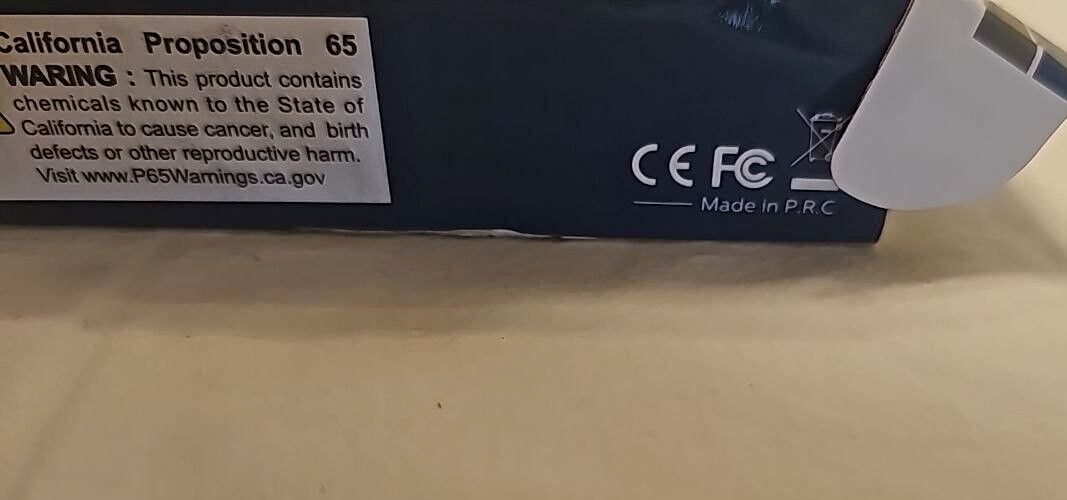 California Proposition 65
WARING : This product contains
chemicals known to the State of
California to cause cancer, and birth
defects or other reproductive harm.
Visit www.P65Warnings.ca.gov
CE FC
Made in P.R.C